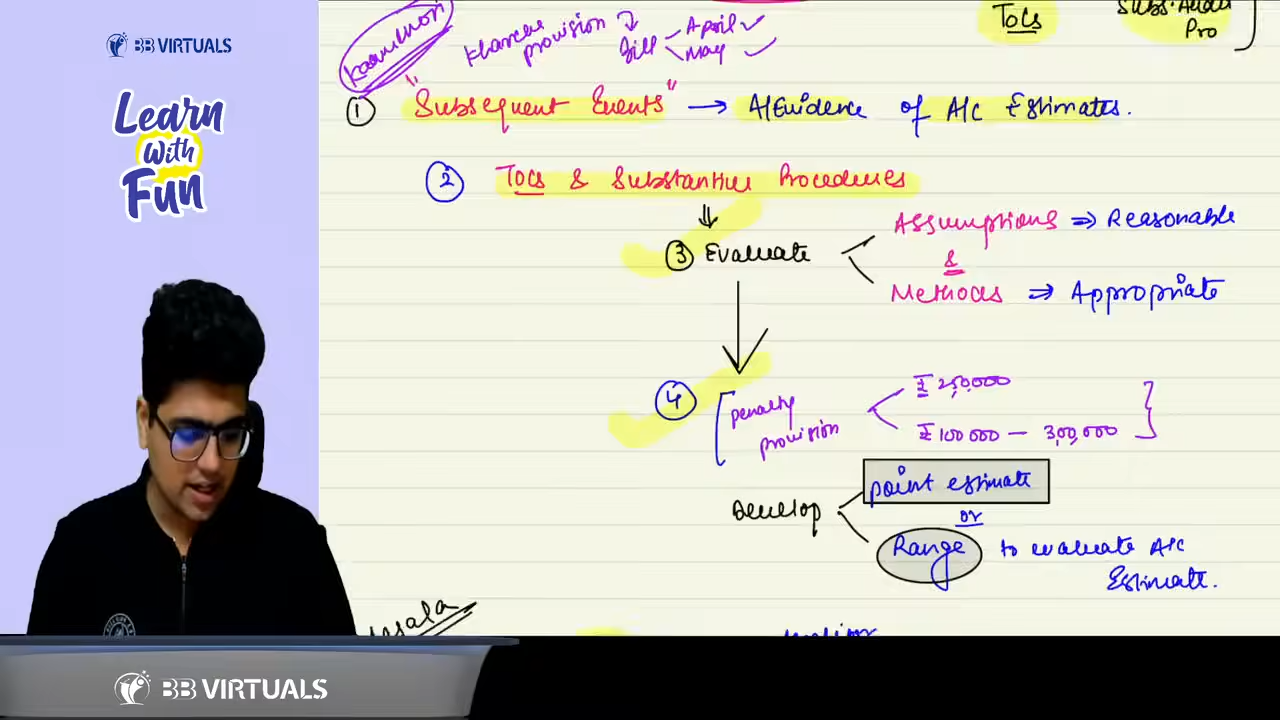 BB VIRTUALS
Learn
With
Fun
provision
Bill
April
May
TOCs
Pro
① "Subsequent Events" → A/Evidence of A/c Estimates.
② TOCs & Substantive Procedures
③ Evaluate
Assumptions ⇒ Reasonable
&
Methods ⇒ Appropriate
④
penalty
provision
₹ 250,000
₹ 100 000 — 300,000
Develop
point estimate
or
Range to evaluate A/c
Estimate.
BB VIRTUALS